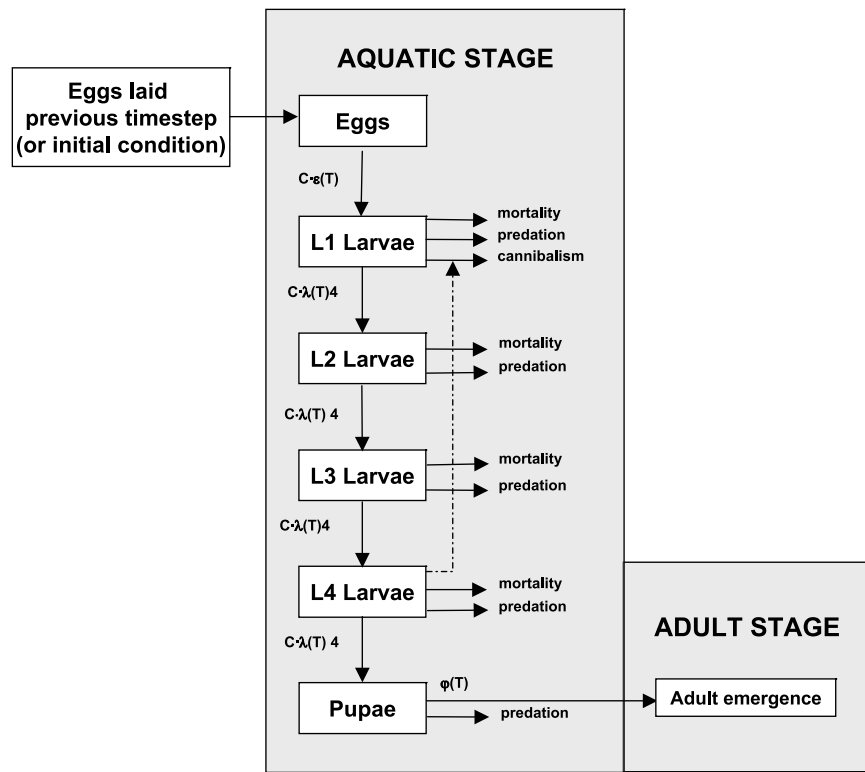 AQUATIC STAGE
Eggs laid
previous timestep
(or initial condition)
Eggs
C·ε(T)
L1 Larvae
mortality
predation
cannibalism
C·λ(T)4
L2 Larvae
mortality
predation
C·λ(T) 4
L3 Larvae
mortality
predation
C·λ(T)4
L4 Larvae
mortality
predation
C·λ(T) 4
Pupae
φ(T)
predation
ADULT STAGE
Adult emergence